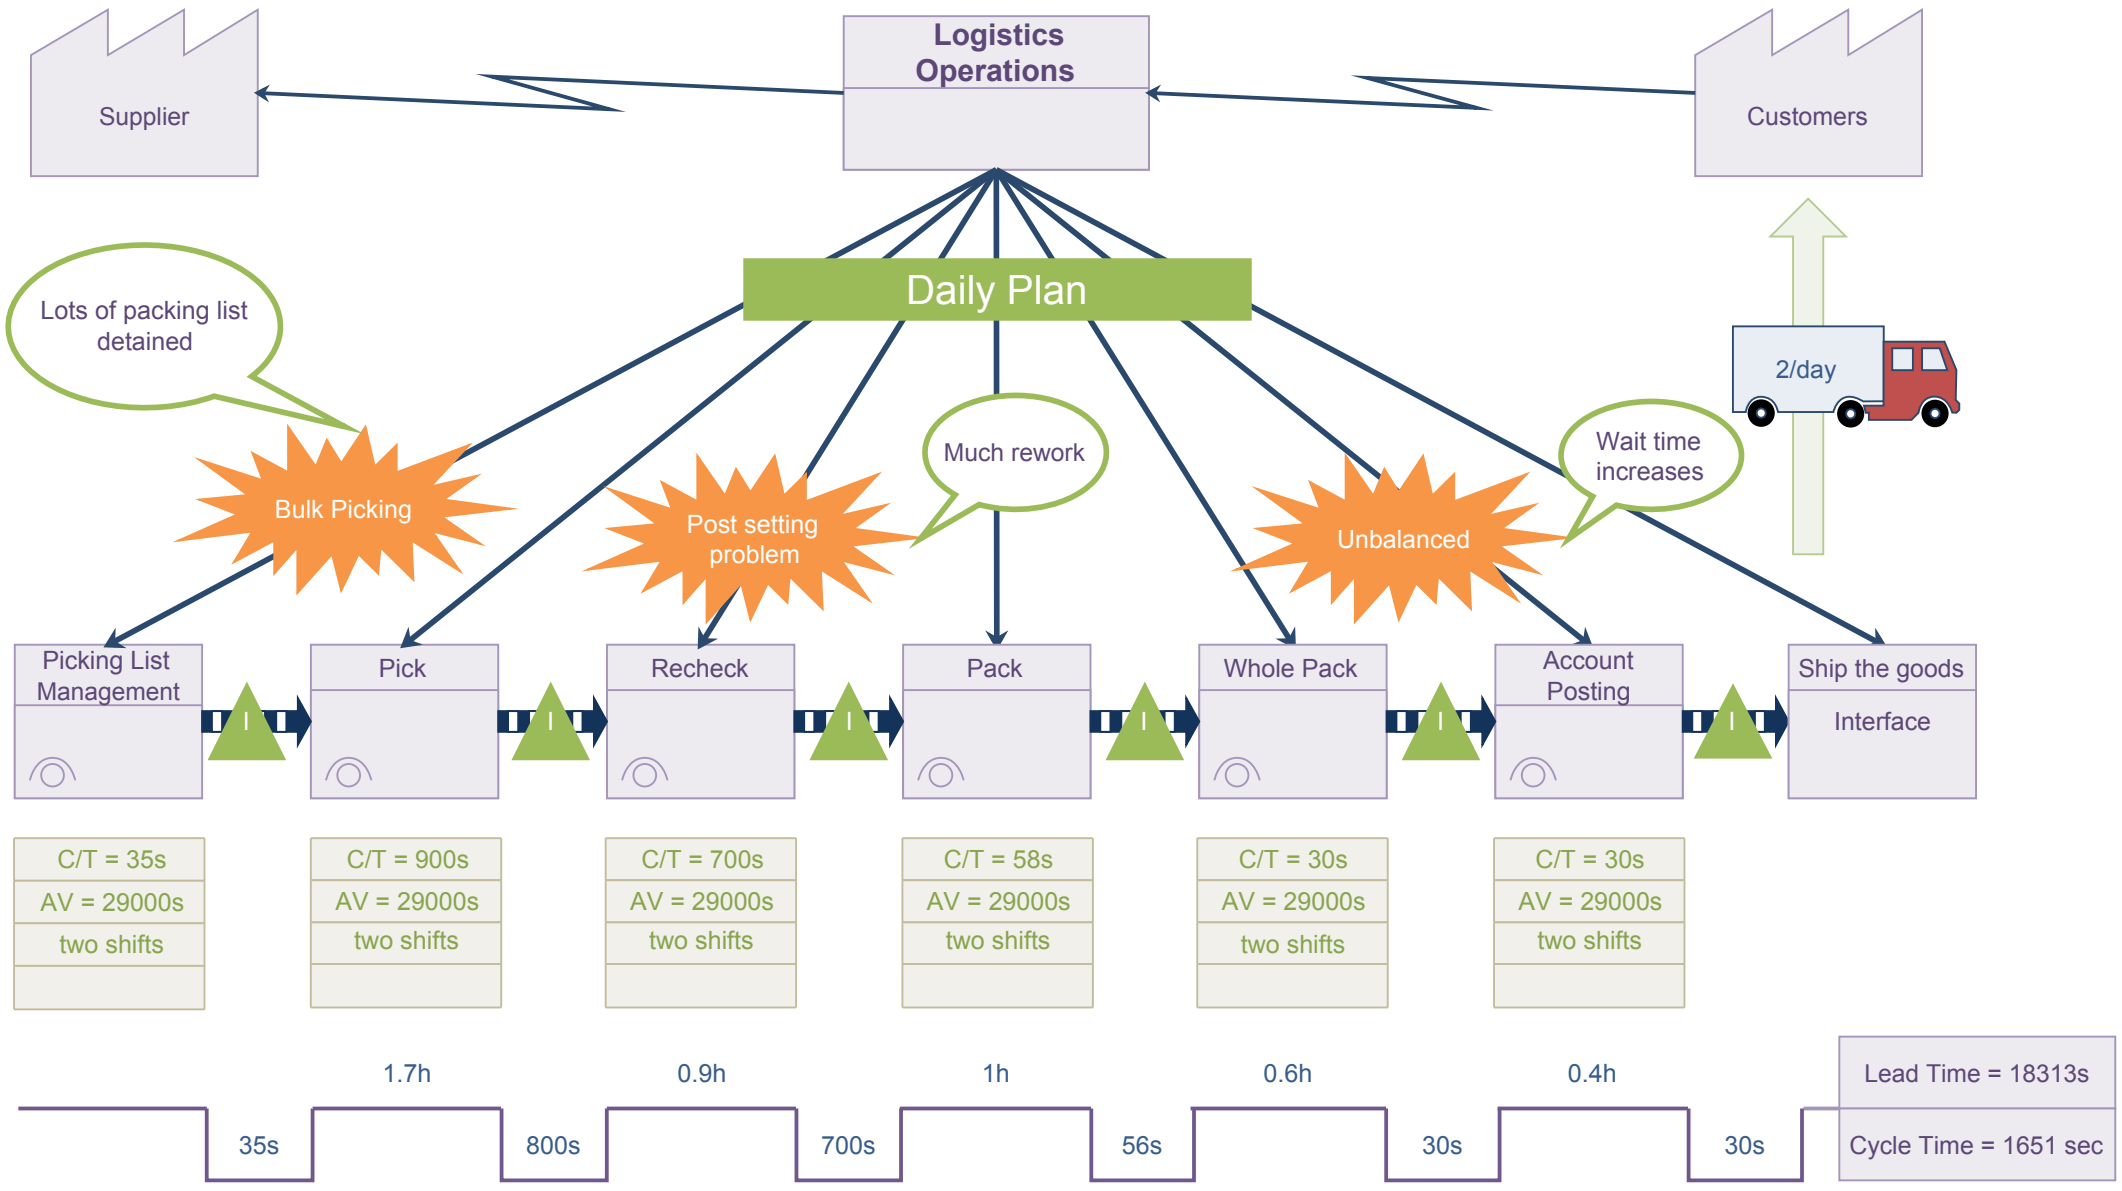 Logistics
Operations
Supplier
Customers
Daily Plan
Lots of packing list
detained
2/day
Much rework
Wait time
increases
Bulk Picking
Post setting
problem
Unbalanced
Picking List
Management
Pick
Recheck
Pack
Whole Pack
Account
Posting
Ship the goods
Interface
I
I
I
I
I
I
C/T = 35s
AV = 29000s
two shifts
C/T = 900s
AV = 29000s
two shifts
C/T = 700s
AV = 29000s
two shifts
C/T = 58s
AV = 29000s
two shifts
C/T = 30s
AV = 29000s
two shifts
C/T = 30s
AV = 29000s
two shifts
1.7h
0.9h
1h
0.6h
0.4h
Lead Time = 18313s
35s
800s
700s
56s
30s
30s
Cycle Time = 1651 sec